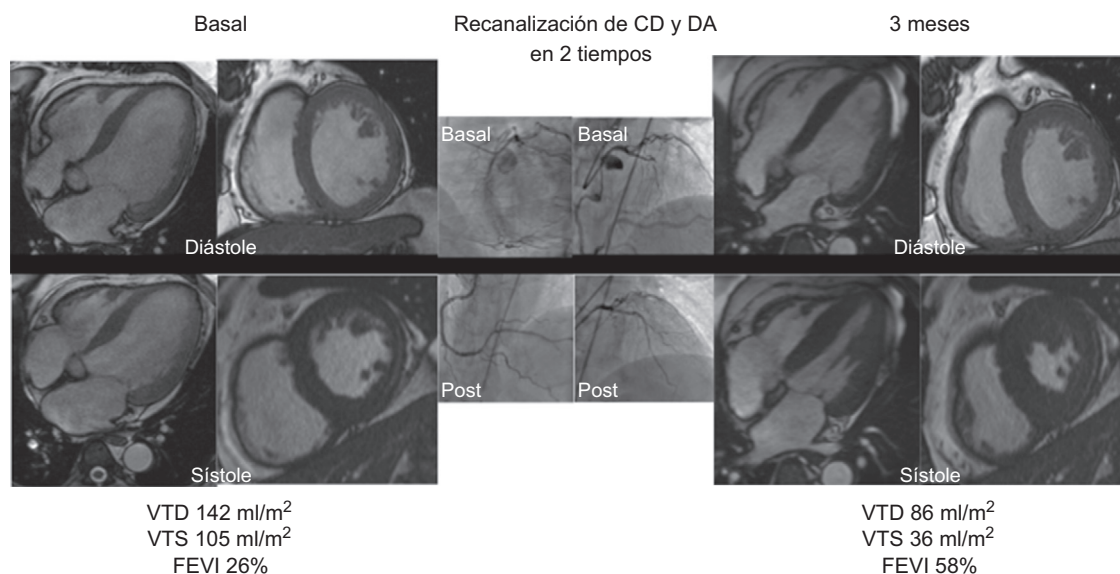 Basal
Recanalización de CD y DA
en 2 tiempos
3 meses
Basal
Basal
Diástole
Diástole
Post
Post
Sístole
Sístole
VTD 142 ml/m²
VTS 105 ml/m²
FEVI 26%
VTD 86 ml/m²
VTS 36 ml/m²
FEVI 58%